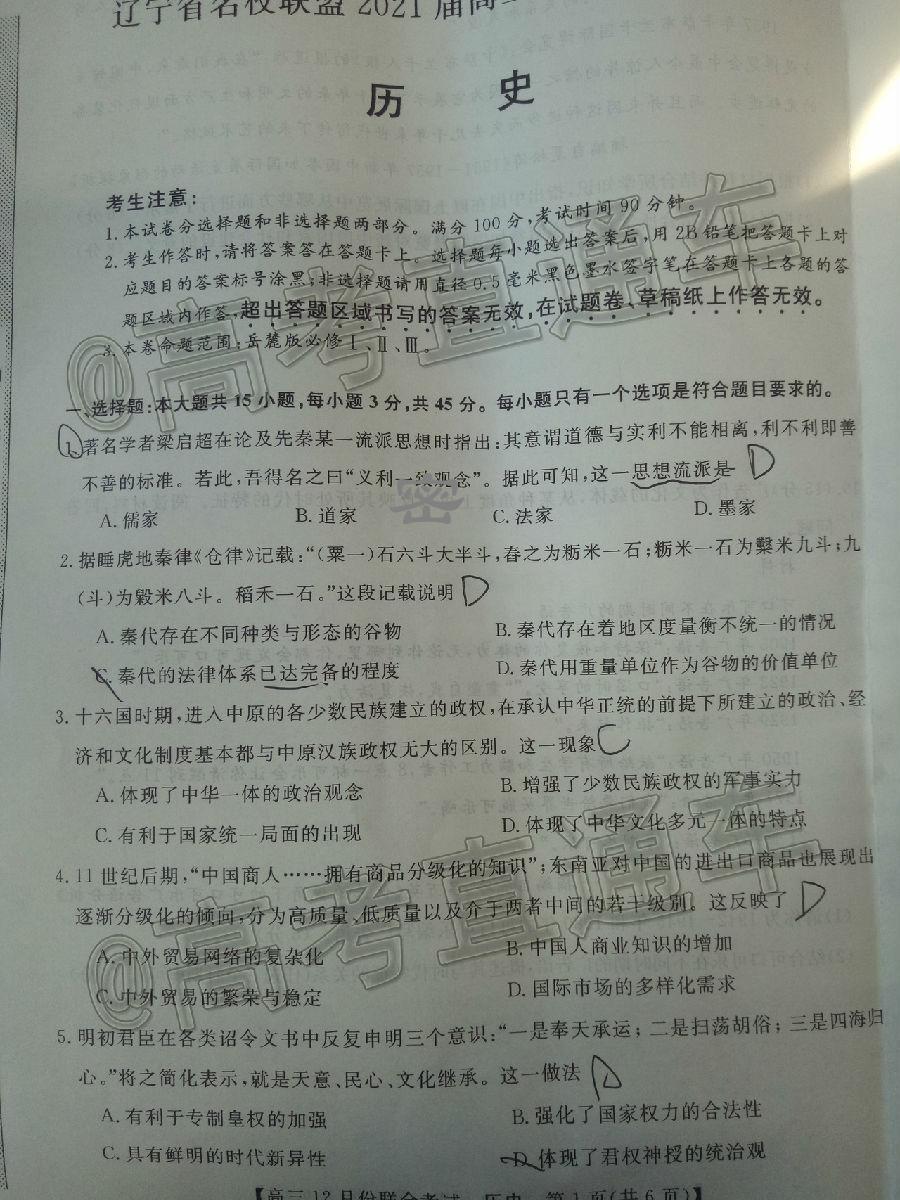 辽宁省名校联盟 2021 届高
历 史
考生注意:
1. 本试卷分选择题和非选择题两部分。满分 100 分,考试时间 90 分钟。
2. 考生作答时,请将答案答在答题卡上。选择题每小题选出答案后,用 2B 铅笔把答题卡上对
应题目的答案标号涂黑;非选择题请用直径 0.5 毫米黑色墨水签字笔在答题卡上各题的答
题区域内作答,超出答题区域书写的答案无效,在试题卷、草稿纸上作答无效。
3. 本卷命题范围:岳麓版必修Ⅰ、Ⅱ、Ⅲ。
一、选择题:本大题共 15 小题,每小题 3 分,共 45 分。每小题只有一个选项是符合题目要求的。
1. 著名学者梁启超在论及先秦某一流派思想时指出:其意谓道德与实利不能相离,利不利即善
不善的标准。若此,吾得名之曰“义利一致观念”。据此可知,这一思想流派是 D
A. 儒家 B. 道家 C. 法家 D. 墨家
2. 据睡虎地秦律《仓律》记载:“(粟一)石六斗大半斗,舂之为粝米一石;粝米一石为糳米九斗;九
(斗)为毇米八斗。稻禾一石。”这段记载说明 D
A. 秦代存在不同种类与形态的谷物 B. 秦代存在着地区度量衡不统一的情况
C. 秦代的法律体系已达完备的程度 D. 秦代用重量单位作为谷物的价值单位
3. 十六国时期,进入中原的各少数民族建立的政权,在承认中华正统的前提下所建立的政治、经
济和文化制度基本都与中原汉族政权无大的区别。这一现象 C
A. 体现了中华一体的政治观念 B. 增强了少数民族政权的军事实力
C. 有利于国家统一局面的出现 D. 体现了中华文化多元一体的特点
4. 11 世纪后期,“中国商人……拥有商品分级化的知识”;东南亚对中国的进出口商品也展现出
逐渐分级化的倾向,分为高质量、低质量以及介于两者中间的若干级别。这反映了 D
A. 中外贸易网络的复杂化 B. 中国人商业知识的增加
C. 中外贸易的繁荣与稳定 D. 国际市场的多样化需求
5. 明初君臣在各类诏令文书中反复申明三个意识:“一是奉天承运;二是扫荡胡俗;三是四海归
心。”将之简化表示,就是天意、民心、文化继承。这一做法 D
A. 有利于专制皇权的加强 B. 强化了国家权力的合法性
C. 具有鲜明的时代新异性 D. 体现了君权神授的统治观
【高三 12 月份联合考试·历史 第 1 页(共 6 页)】
@高考直通车
密
@高考直通车